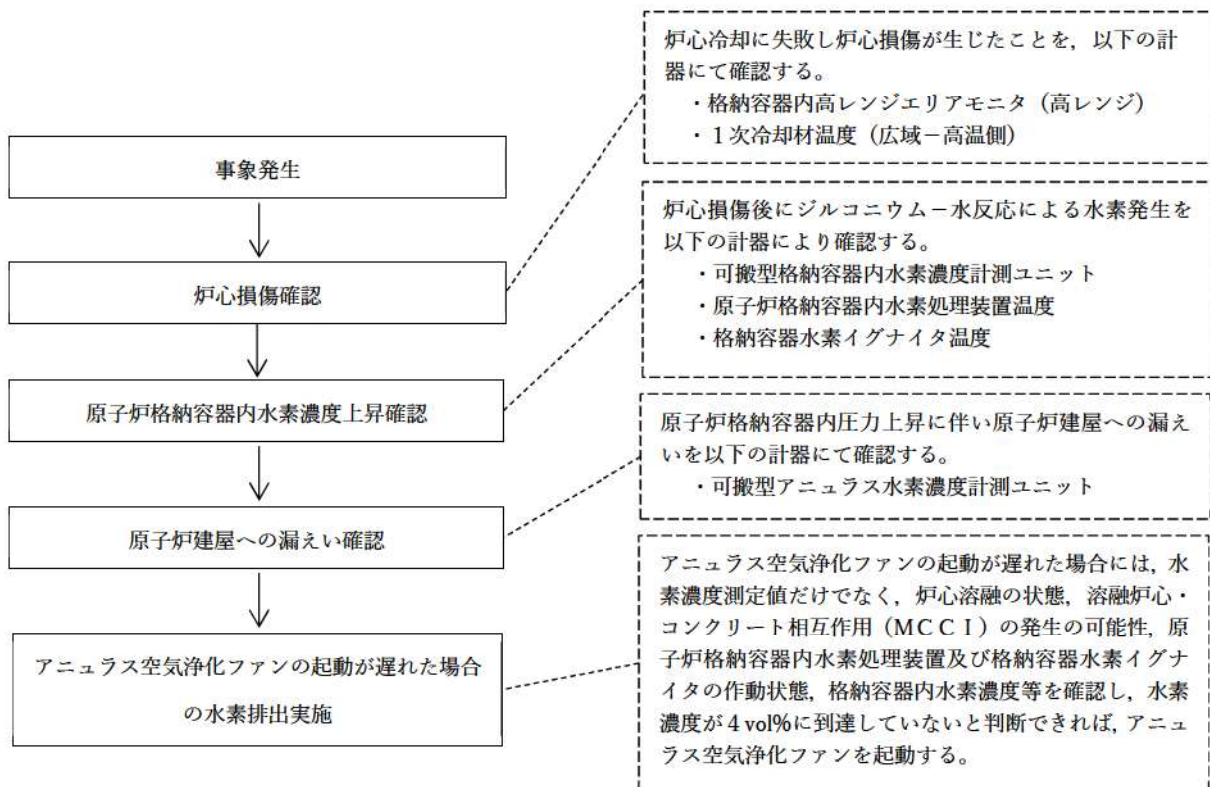 事象発生
炉心損傷確認
原子炉格納容器内水素濃度上昇確認
原子炉建屋への漏えい確認
アニュラス空気浄化ファンの起動が遅れた場合
の水素排出実施
炉心冷却に失敗し炉心損傷が生じたことを，以下の計
器にて確認する。
・格納容器内高レンジエリアモニタ（高レンジ）
・１次冷却材温度（広域－高温側）
炉心損傷後にジルコニウム－水反応による水素発生を
以下の計器により確認する。
・可搬型格納容器内水素濃度計測ユニット
・原子炉格納容器内水素処理装置温度
・格納容器水素イグナイタ温度
原子炉格納容器内圧力上昇に伴い原子炉建屋への漏え
いを以下の計器にて確認する。
・可搬型アニュラス水素濃度計測ユニット
アニュラス空気浄化ファンの起動が遅れた場合には，水
素濃度測定値だけでなく，炉心溶融の状態，溶融炉心・
コンクリート相互作用（ＭＣＣＩ）の発生の可能性，原
子炉格納容器内水素処理装置及び格納容器水素イグナ
イタの作動状態，格納容器内水素濃度等を確認し，水素
濃度が４vol%に到達していないと判断できれば，アニュ
ラス空気浄化ファンを起動する。